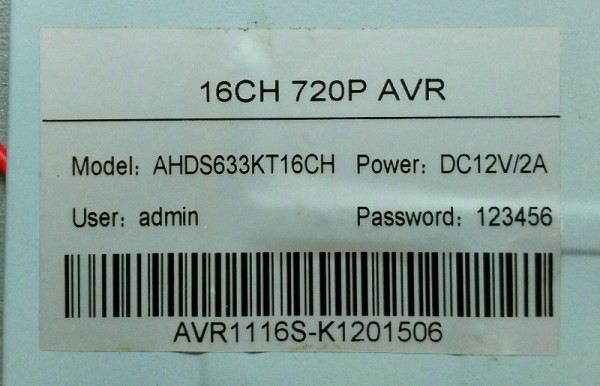 16CH 720P AVR
Model: AHDS633KT16CH Power: DC12V/2A
User: admin Password: 123456
AVR1116S-K1201506